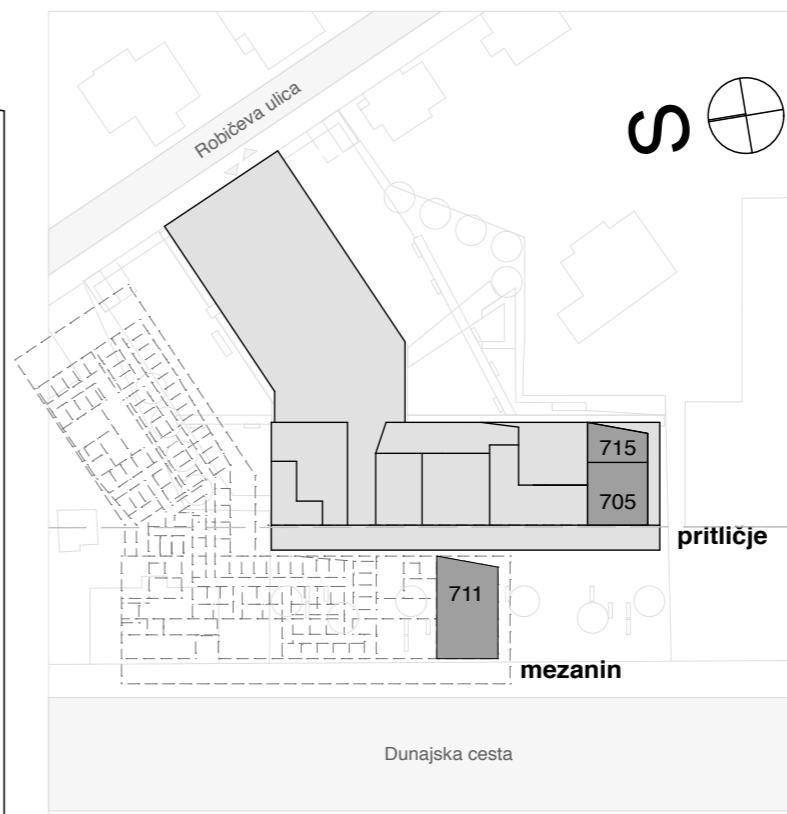 Robičeva ulica
S
715
705
pritličje
711
mezanin
Dunajska cesta